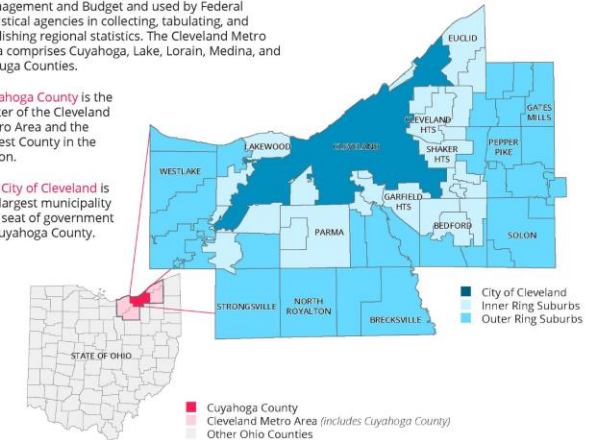 nagement and Budget and used by Federal
istical agencies in collecting, tabulating, and
lishing regional statistics. The Cleveland Metro
a comprises Cuyahoga, Lake, Lorain, Medina, and
uga Counties.
ahoga County is the
ker of the Cleveland
ro Area and the
est County in the
on.
City of Cleveland is
largest municipality
seat of government
uyahoga County.
EUCLID
CLEVELAND
HTS
GATES
MILLS
LAKEWOOD
CLEVELAND
SHAKER
HTS
PEPPER
PIKE
WESTLAKE
GARFIELD
HTS
PARMA
BEDFORD
SOLON
STRONGSVILLE
NORTH
ROYALTON
BRECKSVILLE
City of Cleveland
Inner Ring Suburbs
Outer Ring Suburbs
STATE OF OHIO
Cuyahoga County
Cleveland Metro Area (includes Cuyahoga County)
Other Ohio Counties